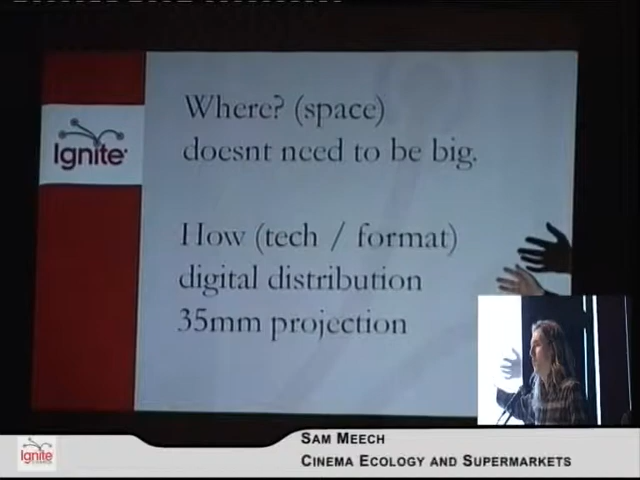 Where? (space)
doesnt need to be big.
Ignite
How (tech / format)
digital distribution
35mm projection
SAM MEECH
CINEMA ECOLOGY AND SUPERMARKETS
Ignite